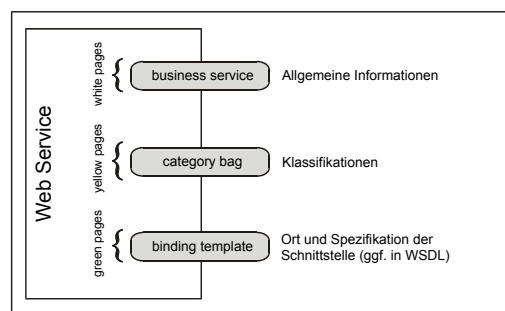 Web Service
white pages
business service
Allgemeine Informationen
yellow pages
category bag
Klassifikationen
green pages
binding template
Ort und Spezifikation der
Schnittstelle (ggf. in WSDL)